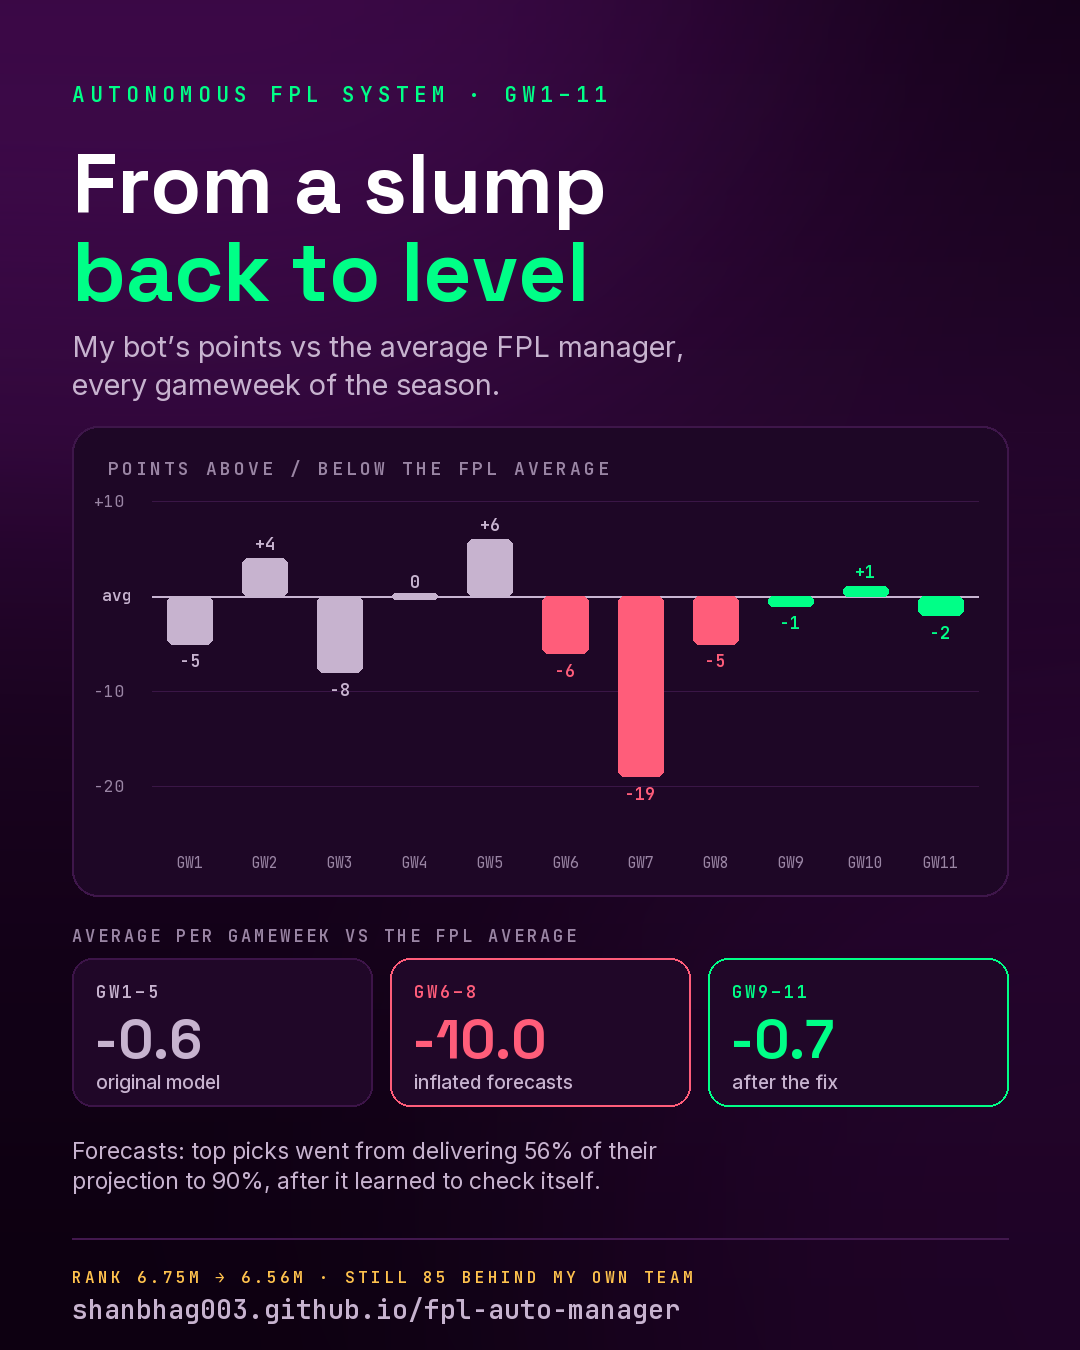 AUTONOMOUS FPL SYSTEM · GW1–11
From a slump
back to level
My bot’s points vs the average FPL manager,
every gameweek of the season.
POINTS ABOVE / BELOW THE FPL AVERAGE
+10
+6
+4
0
+1
avg
-1
-2
-5
-6
-5
-8
-10
-20
-19
GW1 GW2 GW3 GW4 GW5 GW6 GW7 GW8 GW9 GW10 GW11
AVERAGE PER GAMEWEEK VS THE FPL AVERAGE
GW1–5
-0.6
original model
GW6–8
-10.0
inflated forecasts
GW9–11
-0.7
after the fix
Forecasts: top picks went from delivering 56% of their
projection to 90%, after it learned to check itself.
RANK 6.75M → 6.56M · STILL 85 BEHIND MY OWN TEAM
shanbhag003.github.io/fpl-auto-manager